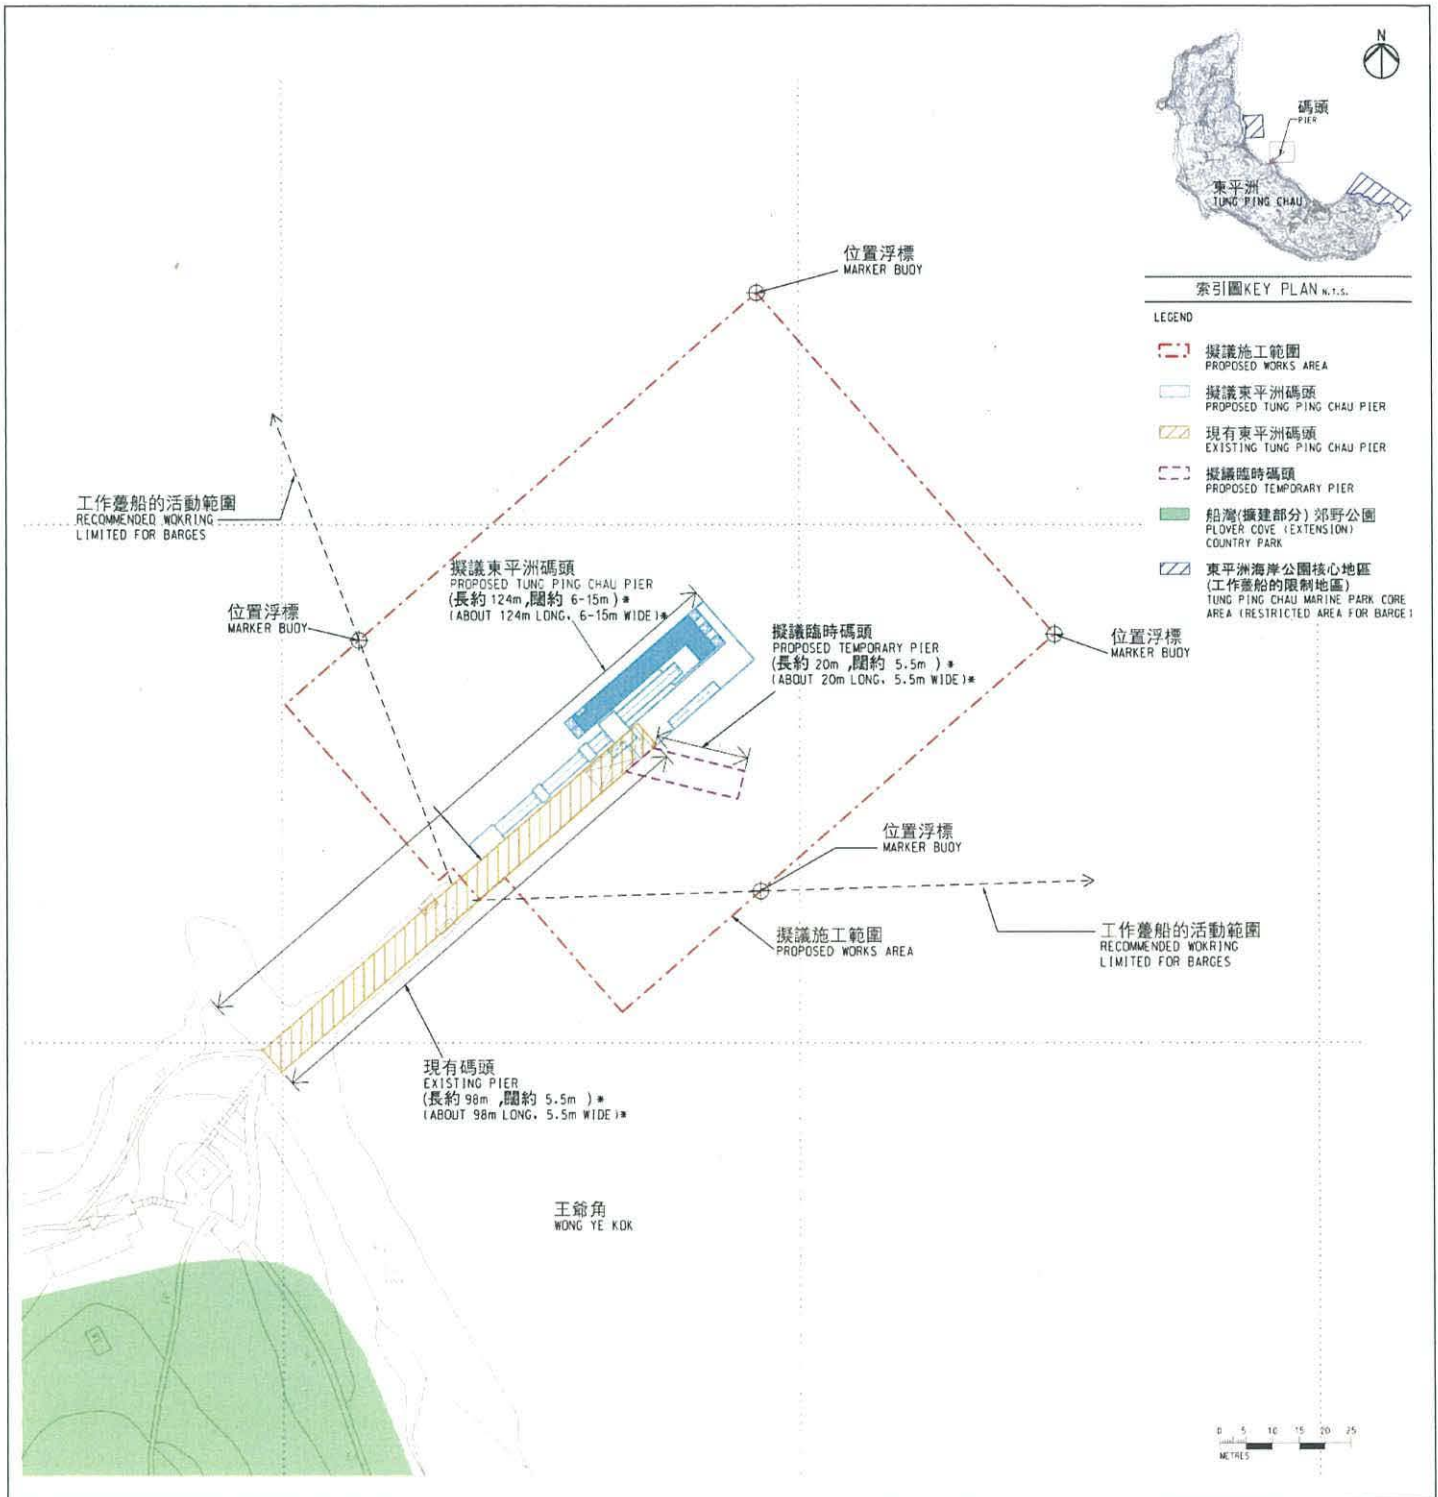 N
碼頭
PIER
東平洲
TUNG PING CHAU
索引圖KEY PLAN N.T.S.
LEGEND
擬議施工範圍
PROPOSED WORKS AREA
擬議東平洲碼頭
PROPOSED TUNG PING CHAU PIER
現有東平洲碼頭
EXISTING TUNG PING CHAU PIER
擬議臨時碼頭
PROPOSED TEMPORARY PIER
船灣(擴建部分) 郊野公園
PLOVER COVE (EXTENSION)
COUNTRY PARK
東平洲海岸公園核心地區
(工作躉船的限制地區)
TUNG PING CHAU MARINE PARK CORE
AREA (RESTRICTED AREA FOR BARGE)
位置浮標
MARKER BUOY
工作躉船的活動範圍
RECOMMENDED WOKRING
LIMITED FOR BARGES
擬議東平洲碼頭
PROPOSED TUNG PING CHAU PIER
(長約 124m ,闊約 6-15m )*
(ABOUT 124m LONG, 6-15m WIDE)*
位置浮標
MARKER BUOY
擬議臨時碼頭
PROPOSED TEMPORARY PIER
(長約 20m ,闊約 5.5m ) *
(ABOUT 20m LONG, 5.5m WIDE)*
位置浮標
MARKER BUOY
位置浮標
MARKER BUOY
擬議施工範圍
PROPOSED WORKS AREA
工作躉船的活動範圍
RECOMMENDED WOKRING
LIMITED FOR BARGES
現有碼頭
EXISTING PIER
(長約 98m ,闊約 5.5m ) *
(ABOUT 98m LONG, 5.5m WIDE)*
王爺角
WONG YE KOK
0 5 10 15 20 25
METRES